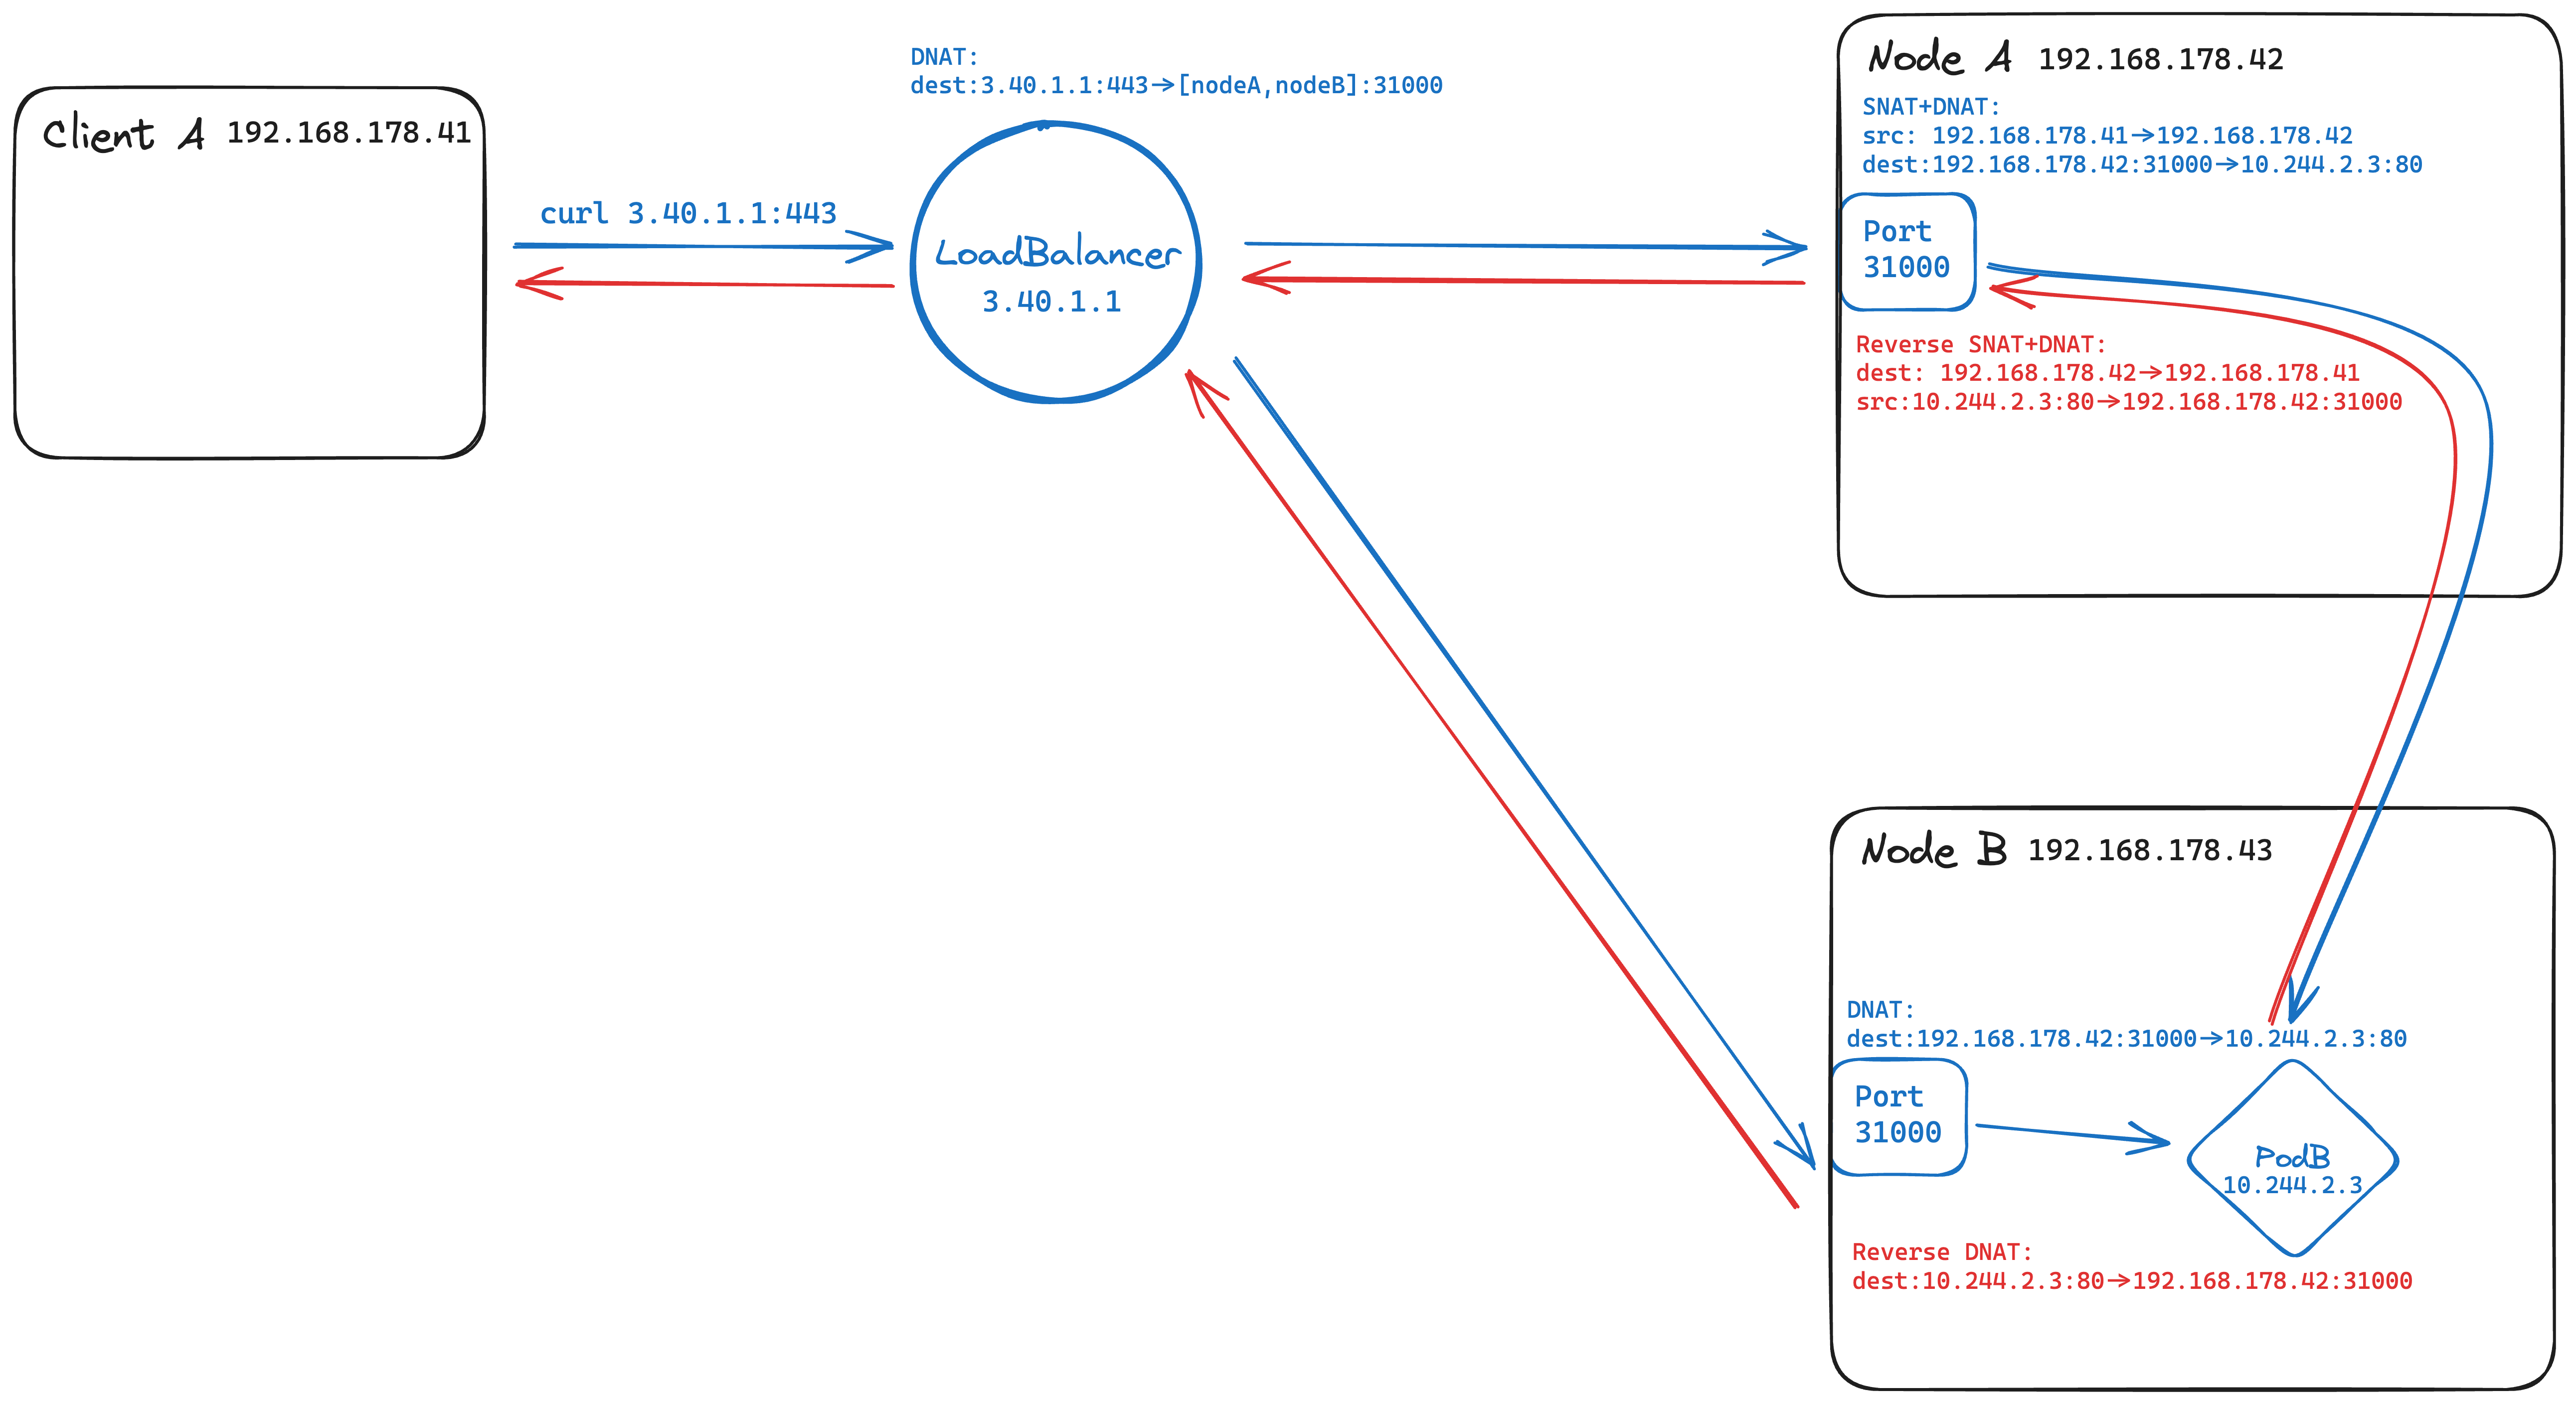 Client A 192.168.178.41
curl 3.40.1.1:443
DNAT:
dest:3.40.1.1:443→[nodeA,nodeB]:31000
LoadBalancer
3.40.1.1
Node A 192.168.178.42
SNAT+DNAT:
src: 192.168.178.41→192.168.178.42
dest:192.168.178.42:31000→10.244.2.3:80
Port
31000
Reverse SNAT+DNAT:
dest: 192.168.178.42→192.168.178.41
src:10.244.2.3:80→192.168.178.42:31000
Node B 192.168.178.43
DNAT:
dest:192.168.178.42:31000→10.244.2.3:80
Port
31000
PodB
10.244.2.3
Reverse DNAT:
dest:10.244.2.3:80→192.168.178.42:31000